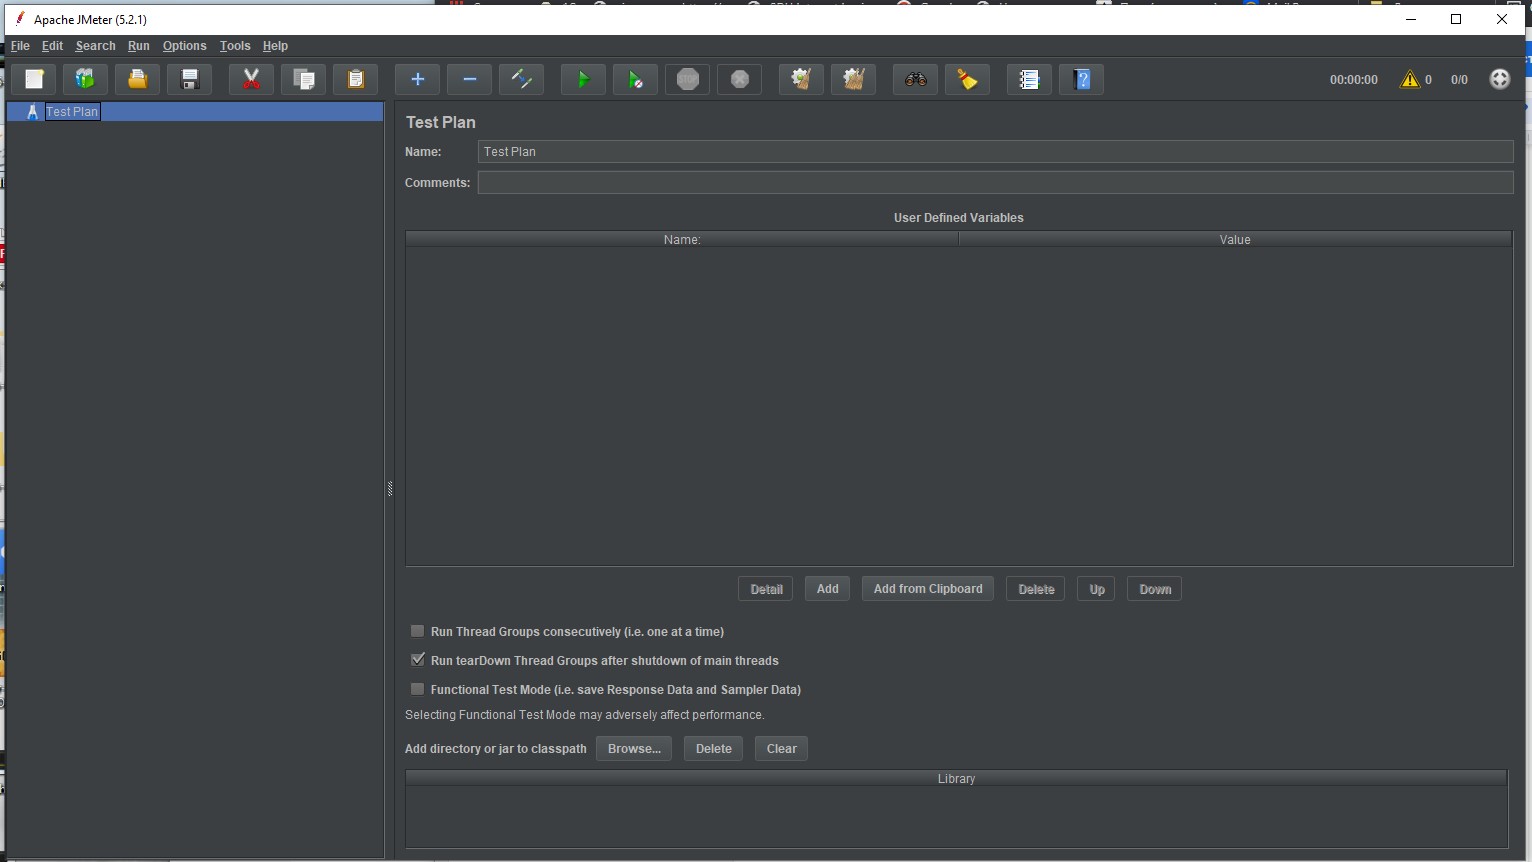 Apache JMeter (5.2.1)
File Edit Search Run Options Tools Help
STOP
00:00:00 0 0/0
Test Plan
Test Plan
Name: Test Plan
Comments:
User Defined Variables
Name: Value
Detail Add Add from Clipboard Delete Up Down
Run Thread Groups consecutively (i.e. one at a time)
Run tearDown Thread Groups after shutdown of main threads
Functional Test Mode (i.e. save Response Data and Sampler Data)
Selecting Functional Test Mode may adversely affect performance.
Add directory or jar to classpath Browse... Delete Clear
Library